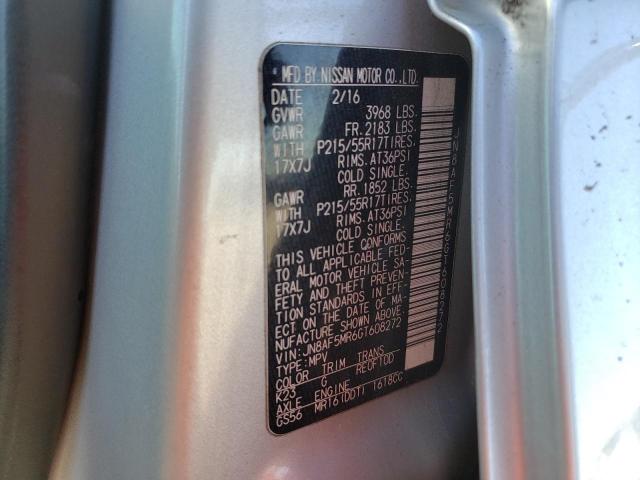 MFD BY NISSAN MOTOR CO.,LTD.
DATE 2/16
GVWR 3968 LBS.
GAWR FR. 2183 LBS.
WITH P215/55R17TIRES.
17X7J RIMS. AT36PSI
COLD SINGLE.
GAWR RR. 1852 LBS.
WITH P215/55R17TIRES.
17X7J RIMS. AT36PSI
COLD SINGLE.
THIS VEHICLE CONFORMS
TO ALL APPLICABLE FED-
ERAL MOTOR VEHICLE SA-
FETY AND THEFT PREVEN-
TION STANDARDS IN EFF-
ECT ON THE DATE OF MA-
NUFACTURE SHOWN ABOVE.
VIN: JN8AF5MR6GT608272
TYPE: MPV
COLOR TRIM TRANS
K23 G RE0F10D
AXLE ENGINE
GS56 MR16(DDT) 1618CC
JN8AF5MR6GT608272